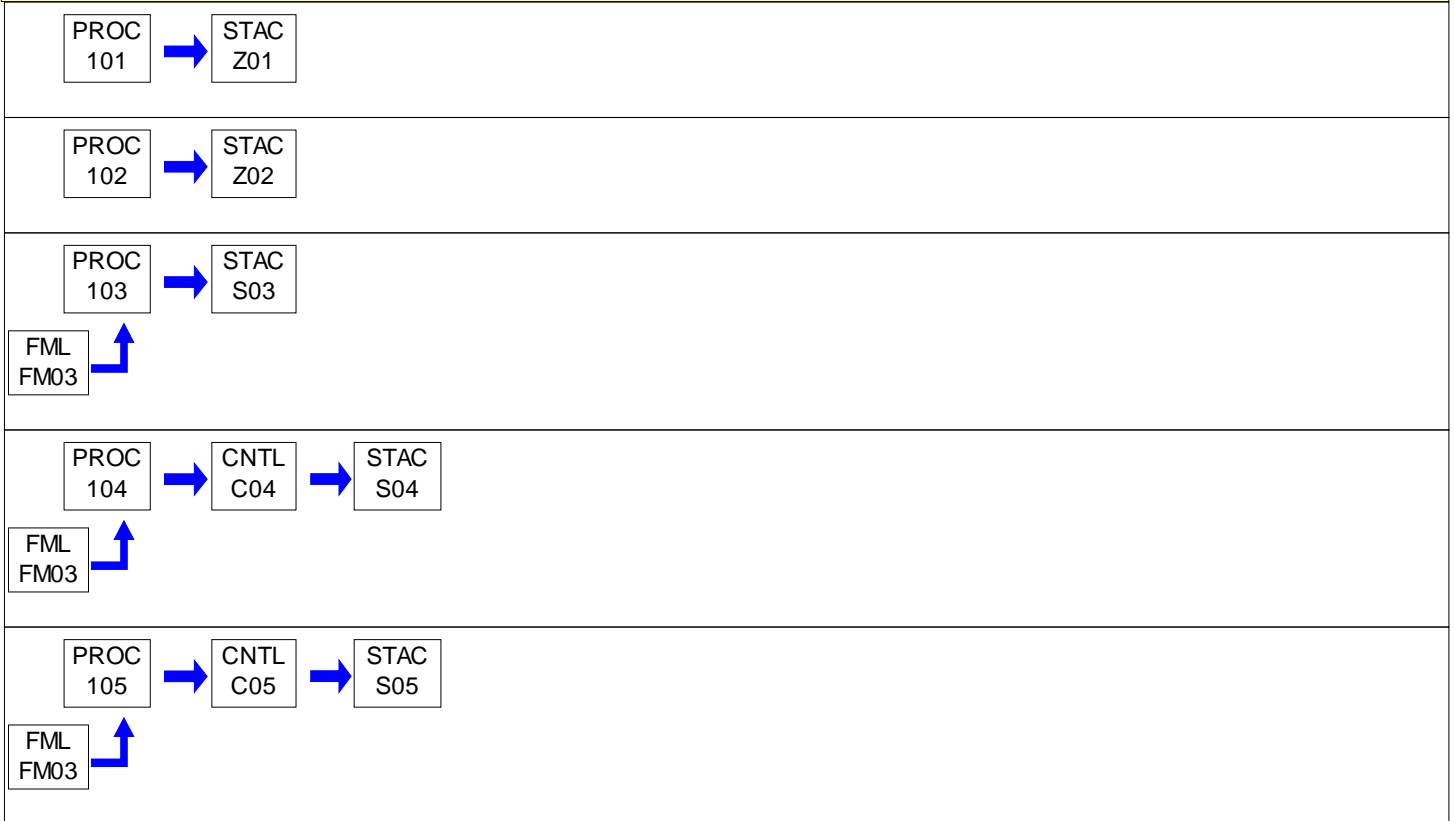 PROC
101
STAC
Z01
PROC
102
STAC
Z02
PROC
103
STAC
S03
FML
FM03
PROC
104
CNTL
C04
STAC
S04
FML
FM03
PROC
105
CNTL
C05
STAC
S05
FML
FM03